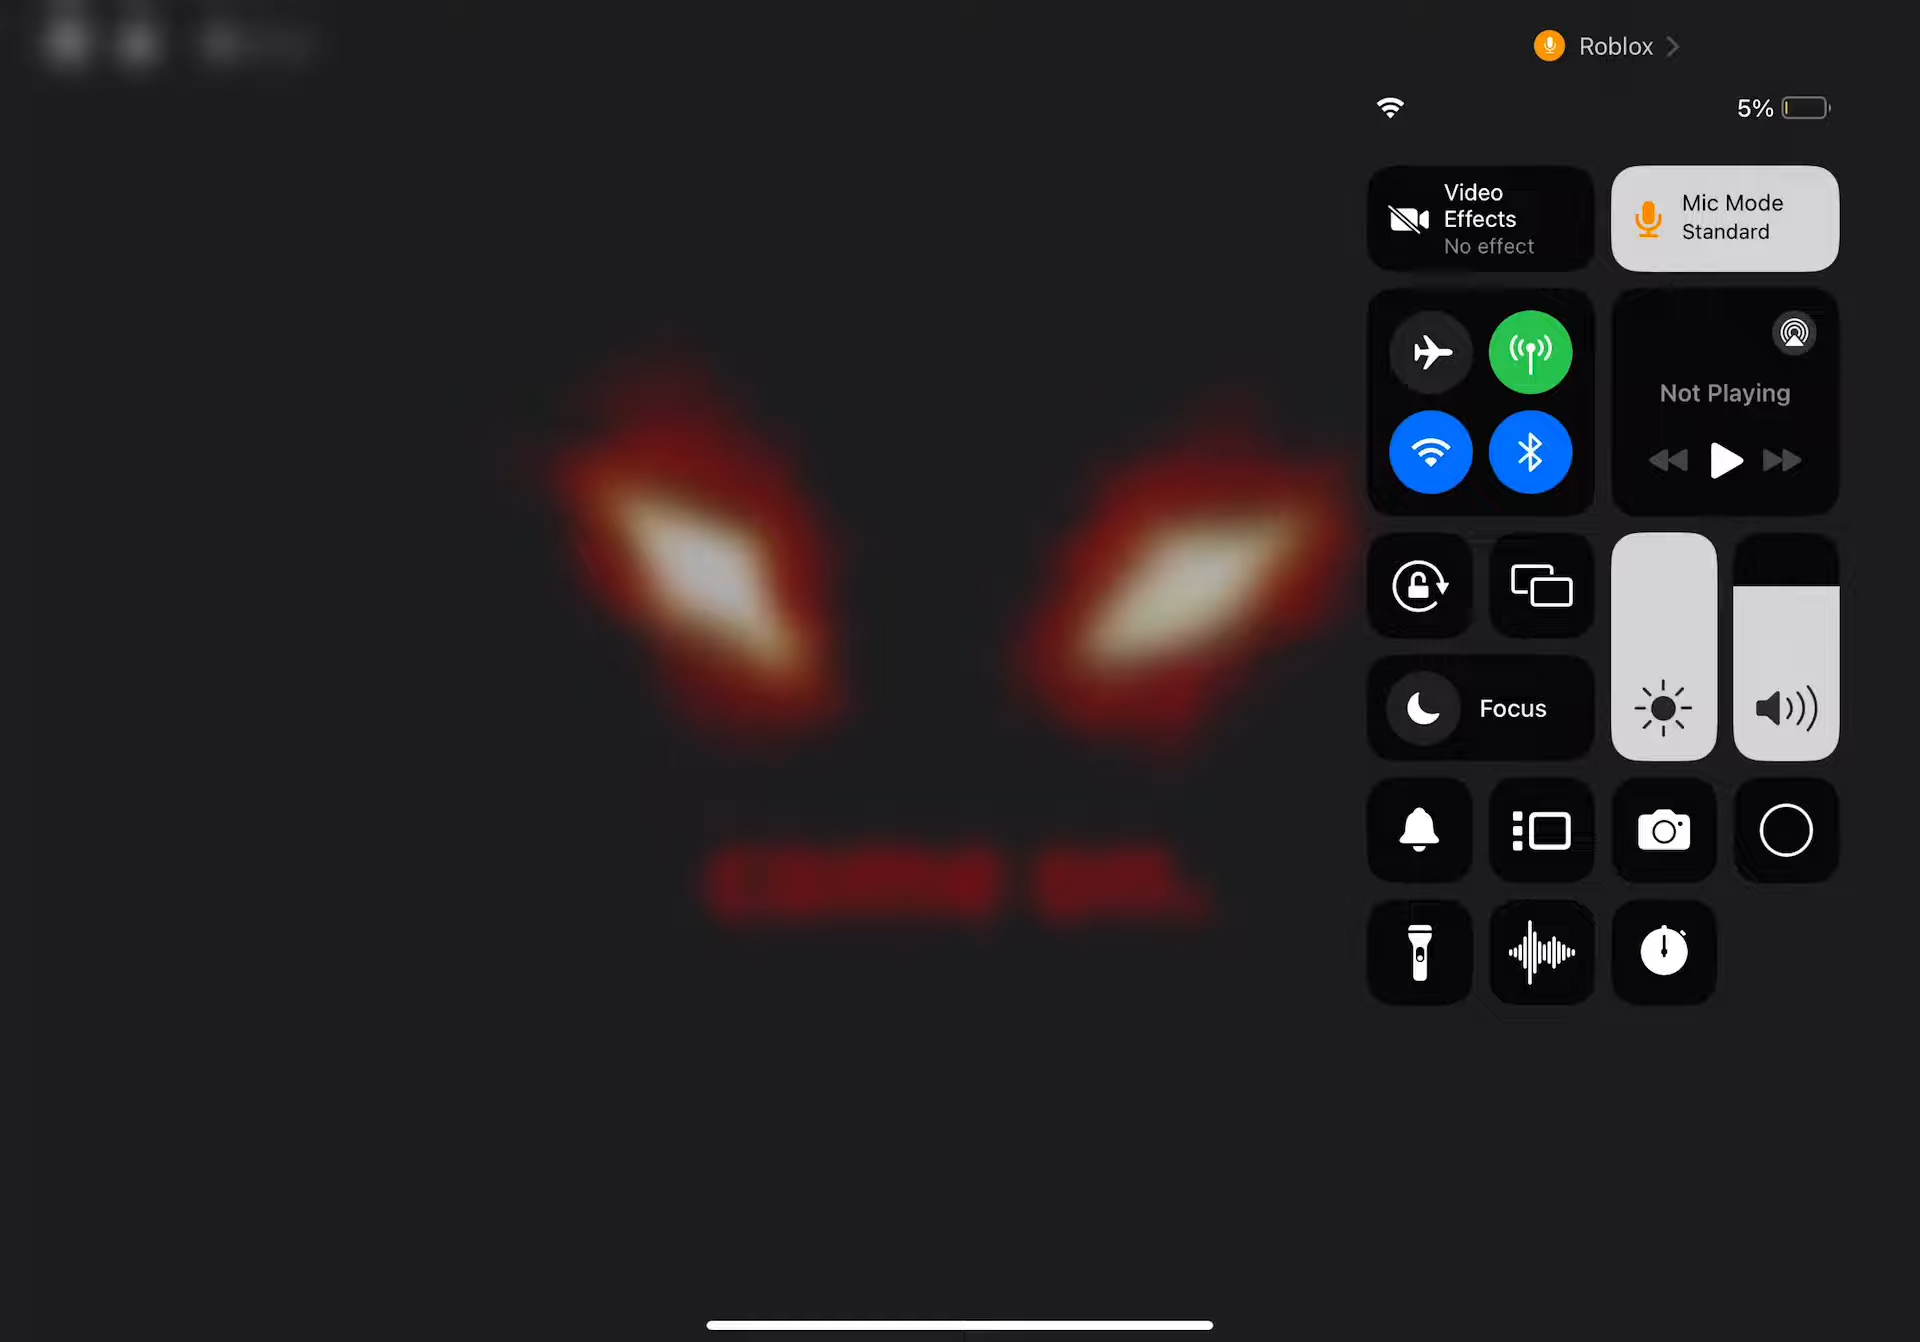 Roblox
5%
Video
Effects
No effect
Mic Mode
Standard
Not Playing
Focus